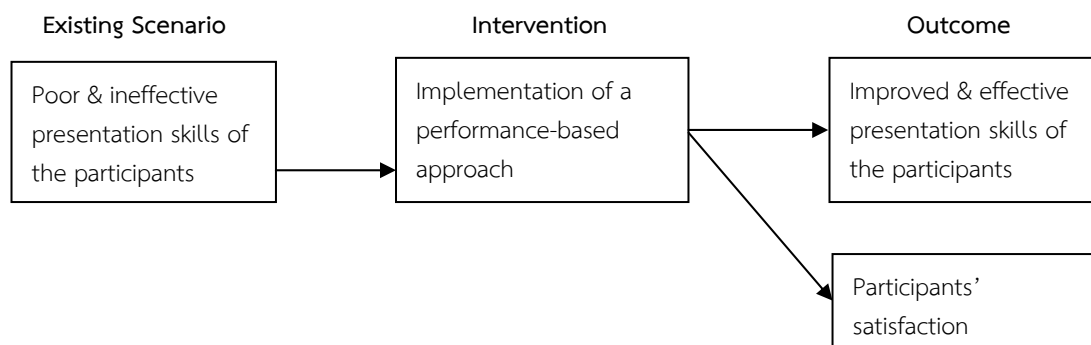 Existing Scenario
Intervention
Outcome
Poor & ineffective
presentation skills of
the participants
Implementation of a
performance-based
approach
Improved & effective
presentation skills of
the participants
Participants’
satisfaction